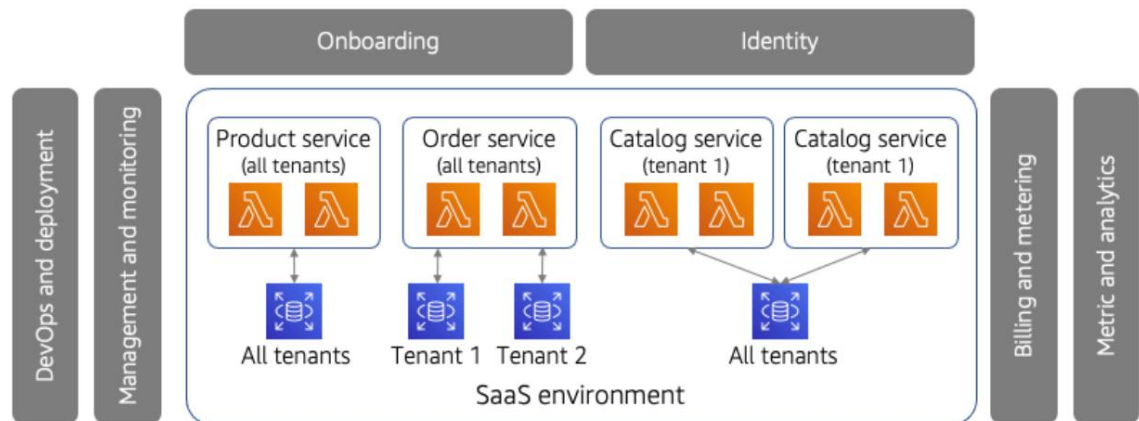 Onboarding
Identity
DevOps and deployment
Management and monitoring
Product service
(all tenants)
Order service
(all tenants)
Catalog service
(tenant 1)
Catalog service
(tenant 1)
All tenants
Tenant 1
Tenant 2
All tenants
SaaS environment
Billing and metering
Metric and analytics